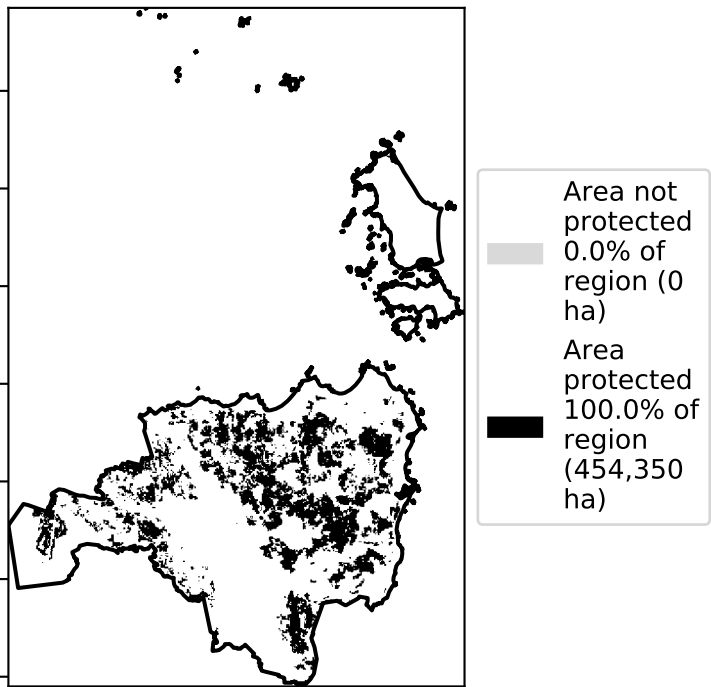 Area not
protected
0.0% of
region (0
ha)
Area
protected
100.0% of
region
(454,350
ha)